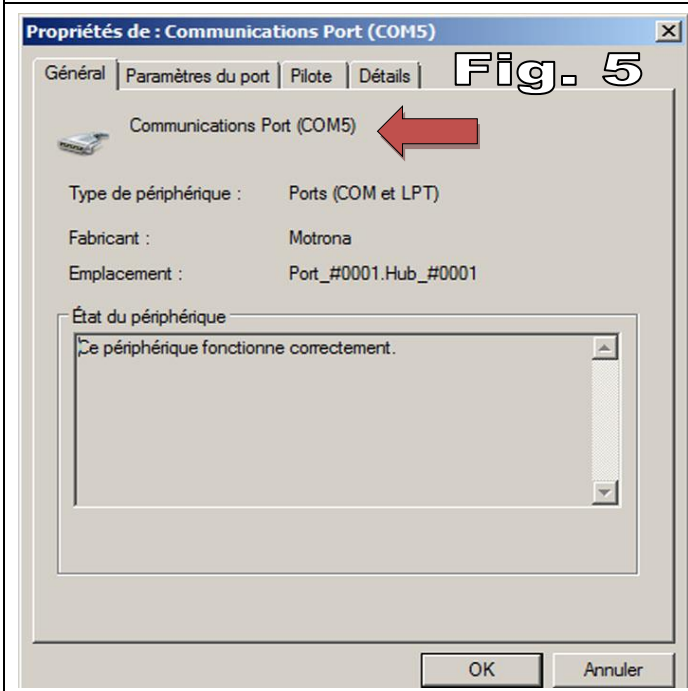 Propriétés de : Communications Port (COM5)
Général Paramètres du port Pilote Détails Fig. 5
Communications Port (COM5)
Type de périphérique : Ports (COM et LPT)
Fabricant : Motrona
Emplacement : Port_#0001.Hub_#0001
État du périphérique
Ce périphérique fonctionne correctement.
OK Annuler